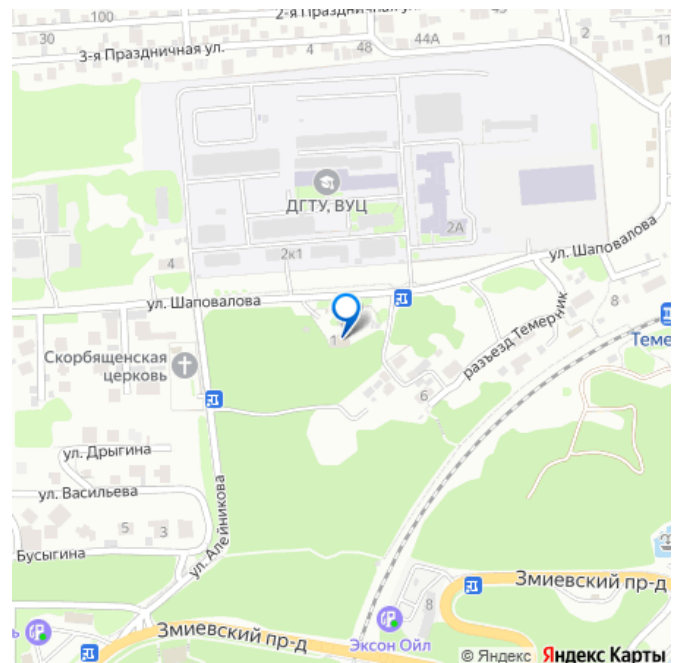 2-я Праздничная ул.
100
30
3-я Праздничная ул.
4
48
44А
2
11
ДГТУ, ВУЦ
2А
2к1
4
ул. Шаповалова
ул. Шаповалова
8
Теме
1
разъезд Темерник
Скорбященская
церковь
6
ул. Дрыгина
ул. Васильева
5
3
Бусыгина
ул. Алейникова
Змиевский пр-д
8
Эксон Ойл
Змиевский пр-д
© Яндекс Яндекс Карты